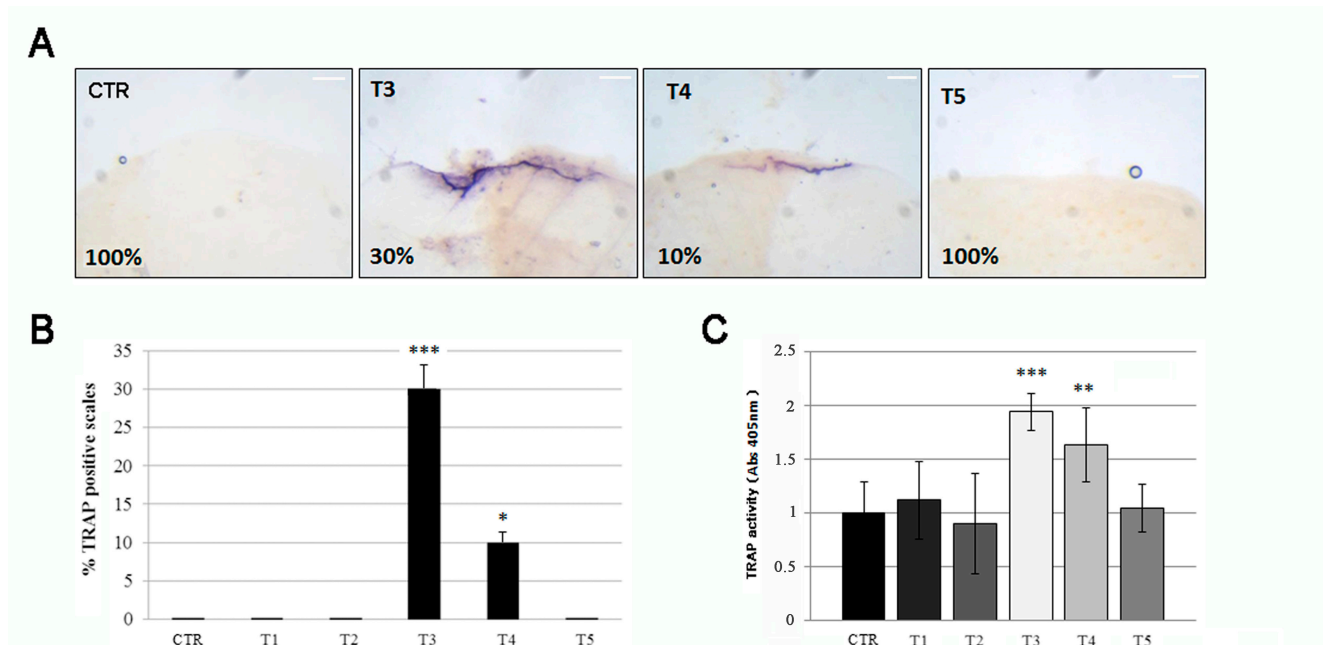 A
CTR
T3
T4
T5
100%
30%
10%
100%
B
% TRAP positive scales
35
30
25
20
15
10
5
0
***
*
CTR T1 T2 T3 T4 T5
C
TRAP activity (Abs 405nm )
2.5
2
1.5
1
0.5
0
***
**
CTR T1 T2 T3 T4 T5